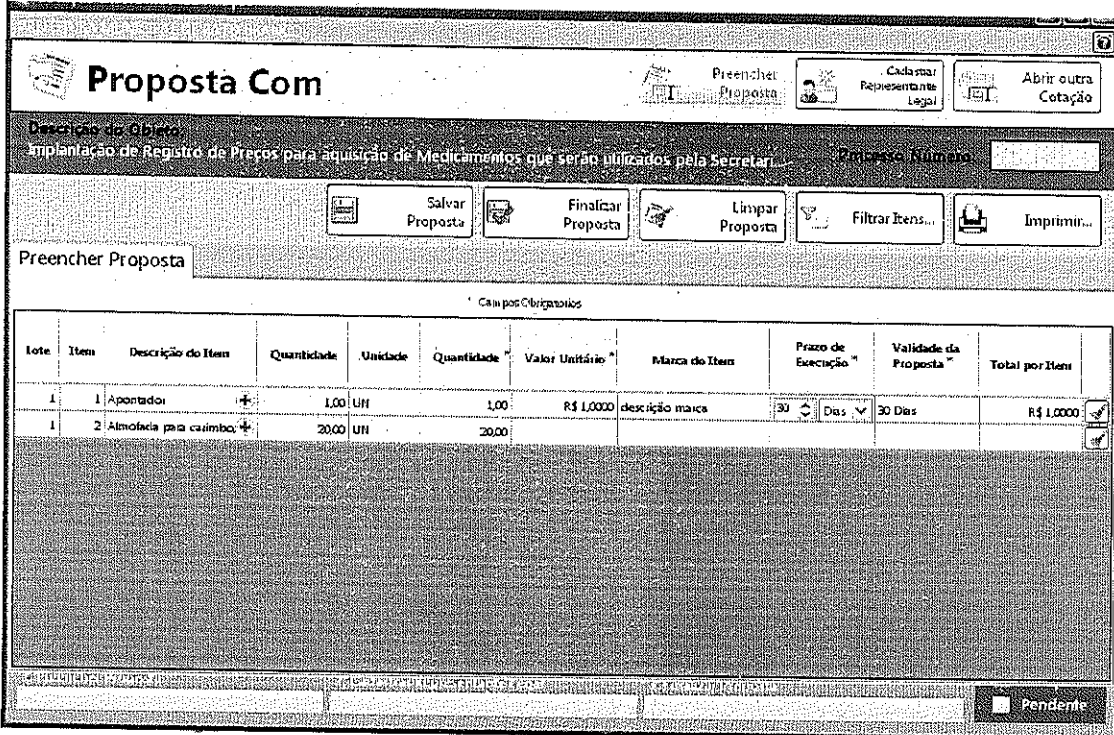 Proposta Com
Preencher Proposta
Cadastrar Representante Legal
Abrir outra Cotação
Descrição do Objeto
Implantação de Registro de Preços para aquisição de Medicamentos que serão utilizados pela Secretari...
Processo Número
Salvar Proposta
Finalizar Proposta
Limpar Proposta
Filtrar Itens...
Imprimir...
Preencher Proposta
* Campos Obrigatórios
Lote Item Descrição do Item Quantidade Unidade Quantidade * Valor Unitário * Marca do Item Prazo de Execução * Validade da Proposta * Total por Item
1 1 Apontador 1,00 UN 1,00 R$ 1,0000 descrição marca 30 Dias 30 Dias R$ 1,0000
1 2 Almofada para carimbo, 20,00 UN 20,00
Pendente